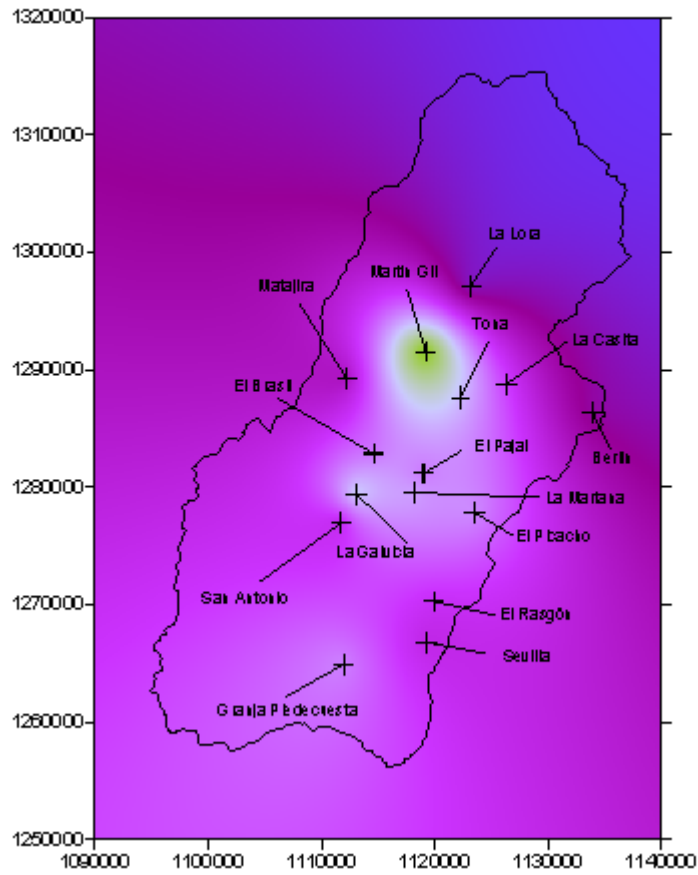 1320000
1310000
La Lora
1300000
Martin Gil
Matajira
Tona
La Casita
1290000
El Brasil
El Pajal
Berlin
1280000
La Mariana
El Picacho
La Galubia
San Antonio
1270000
El Rasgón
Sevilla
Granja Piedecuesta
1260000
1250000
1090000 1100000 1110000 1120000 1130000 1140000